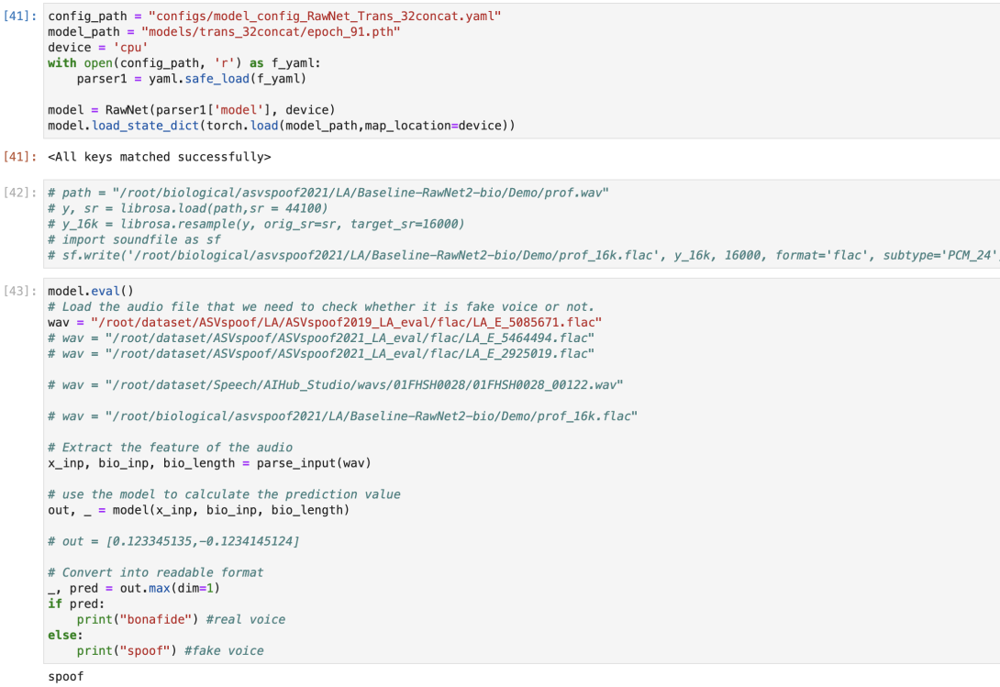 [41]: config_path = "configs/model_config_RawNet_Trans_32concat.yaml"
model_path = "models/trans_32concat/epoch_91.pth"
device = 'cpu'
with open(config_path, 'r') as f_yaml:
    parser1 = yaml.safe_load(f_yaml)

model = RawNet(parser1['model'], device)
model.load_state_dict(torch.load(model_path,map_location=device))
[41]: <All keys matched successfully>
[42]: # path = "/root/biological/asvspoof2021/LA/Baseline-RawNet2-bio/Demo/prof.wav"
# y, sr = librosa.load(path,sr = 44100)
# y_16k = librosa.resample(y, orig_sr=sr, target_sr=16000)
# import soundfile as sf
# sf.write('/root/biological/asvspoof2021/LA/Baseline-RawNet2-bio/Demo/prof_16k.flac', y_16k, 16000, format='flac', subtype='PCM_24'
[43]: model.eval()
# Load the audio file that we need to check whether it is fake voice or not.
wav = "/root/dataset/ASVspoof/LA/ASVspoof2019_LA_eval/flac/LA_E_5085671.flac"
# wav = "/root/dataset/ASVspoof/ASVspoof2021_LA_eval/flac/LA_E_5464494.flac"
# wav = "/root/dataset/ASVspoof/ASVspoof2021_LA_eval/flac/LA_E_2925019.flac"

# wav = "/root/dataset/Speech/AIHub_Studio/wavs/01FHSH0028/01FHSH0028_00122.wav"

# wav = "/root/biological/asvspoof2021/LA/Baseline-RawNet2-bio/Demo/prof_16k.flac"

# Extract the feature of the audio
x_inp, bio_inp, bio_length = parse_input(wav)

# use the model to calculate the prediction value
out, _ = model(x_inp, bio_inp, bio_length)

# out = [0.123345135,-0.1234145124]

# Convert into readable format
_, pred = out.max(dim=1)
if pred:
    print("bonafide") #real voice
else:
    print("spoof") #fake voice
spoof